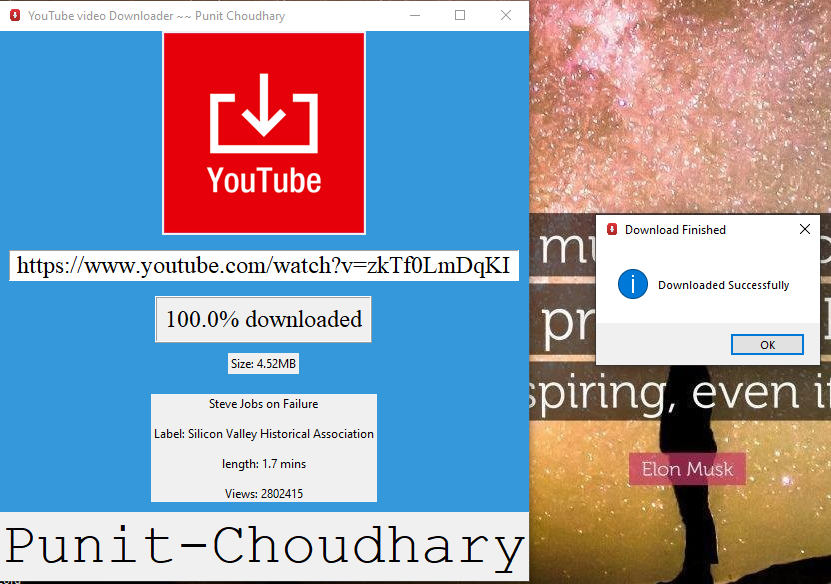 YouTube video Downloader ~~ Punit Choudhary
YouTube
https://www.youtube.com/watch?v=zkTf0LmDqKI
100.0% downloaded
Size: 4.52MB
Steve Jobs on Failure
Label: Silicon Valley Historical Association
length: 1.7 mins
Views: 2802415
Punit-Choudhary
Download Finished
Downloaded Successfully
OK
spiring, even
Elon Musk